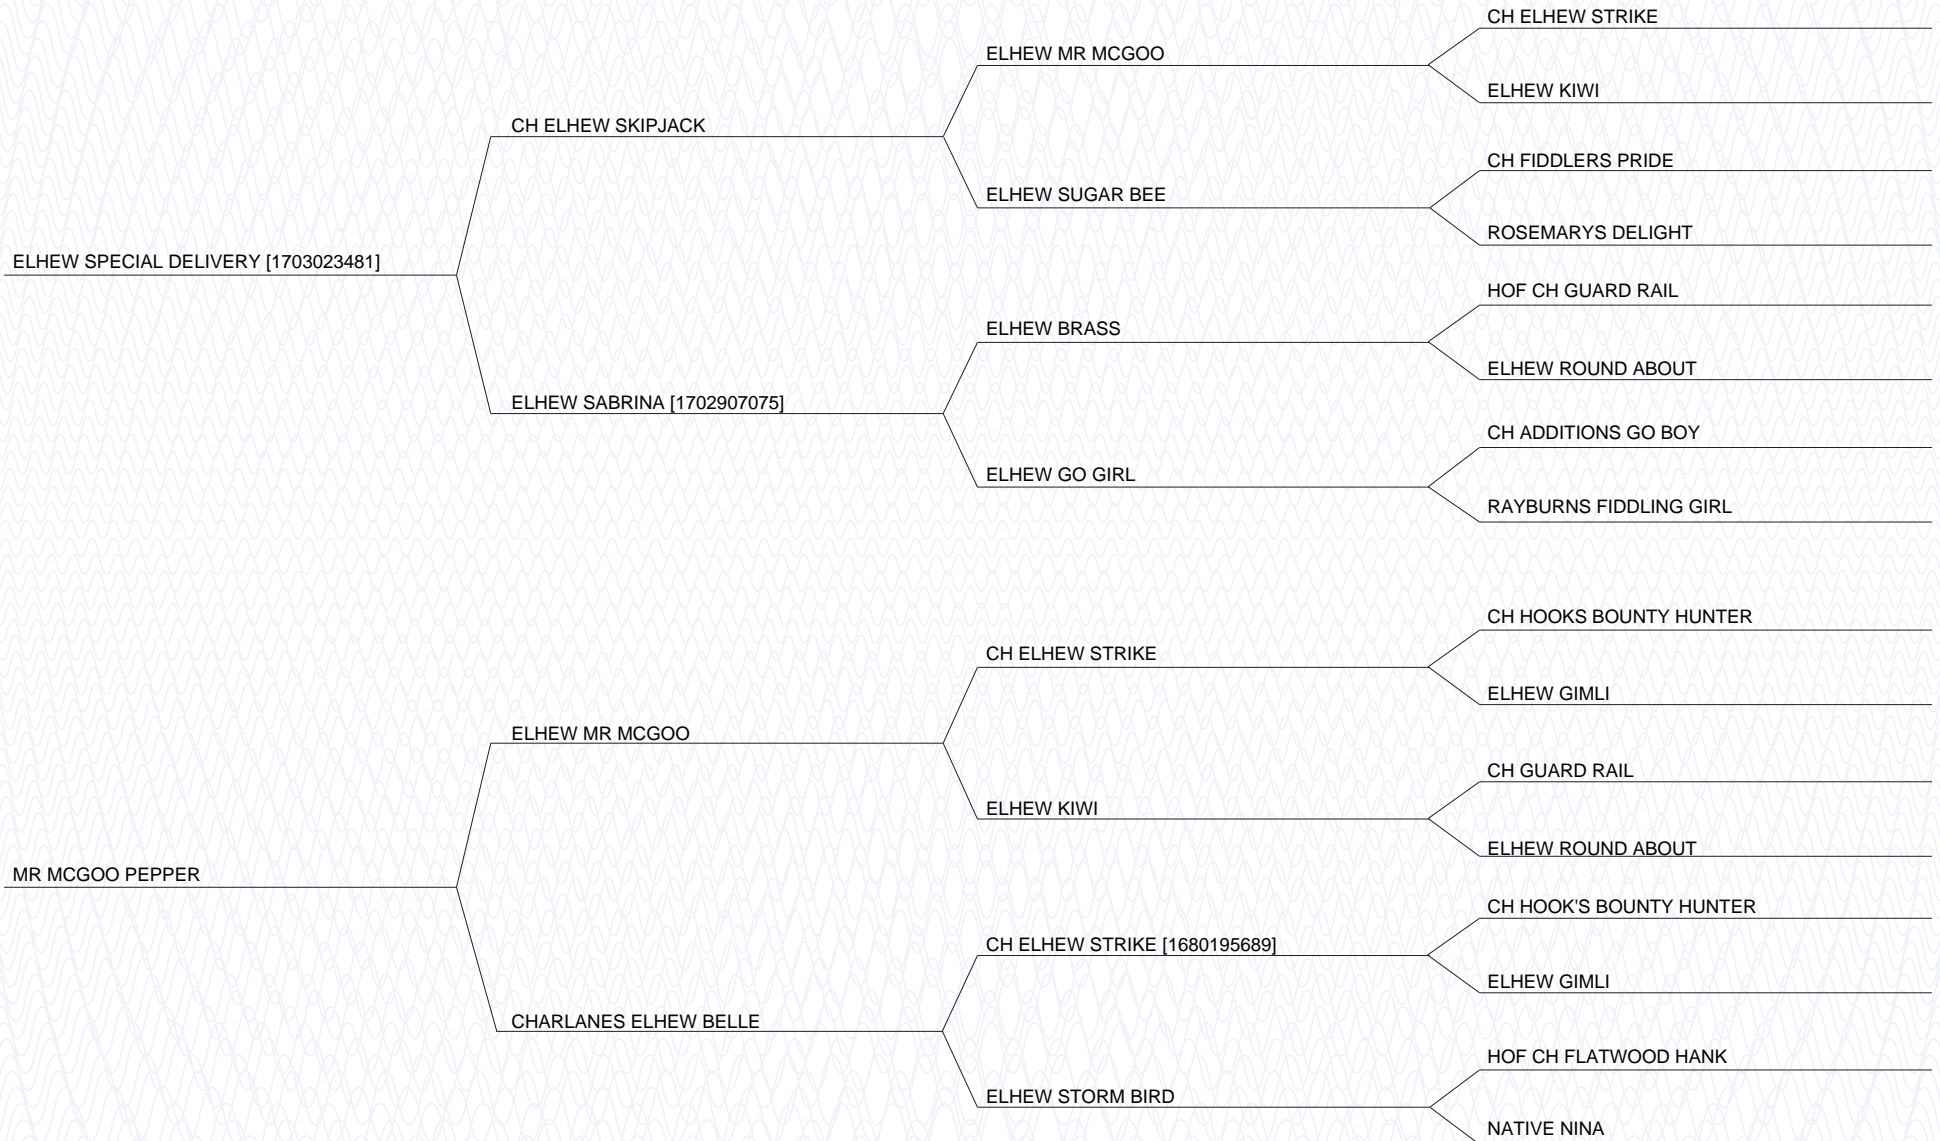 CH ELHEW STRIKE
ELHEW MR MCGOO
ELHEW KIWI
CH ELHEW SKIPJACK
CH FIDDLERS PRIDE
ELHEW SUGAR BEE
ROSEMARYS DELIGHT
ELHEW SPECIAL DELIVERY [1703023481]
HOF CH GUARD RAIL
ELHEW BRASS
ELHEW ROUND ABOUT
ELHEW SABRINA [1702907075]
CH ADDITIONS GO BOY
ELHEW GO GIRL
RAYBURNS FIDDLING GIRL
CH HOOKS BOUNTY HUNTER
CH ELHEW STRIKE
ELHEW GIMLI
ELHEW MR MCGOO
CH GUARD RAIL
ELHEW KIWI
ELHEW ROUND ABOUT
MR MCGOO PEPPER
CH HOOK'S BOUNTY HUNTER
CH ELHEW STRIKE [1680195689]
ELHEW GIMLI
CHARLANES ELHEW BELLE
HOF CH FLATWOOD HANK
ELHEW STORM BIRD
NATIVE NINA